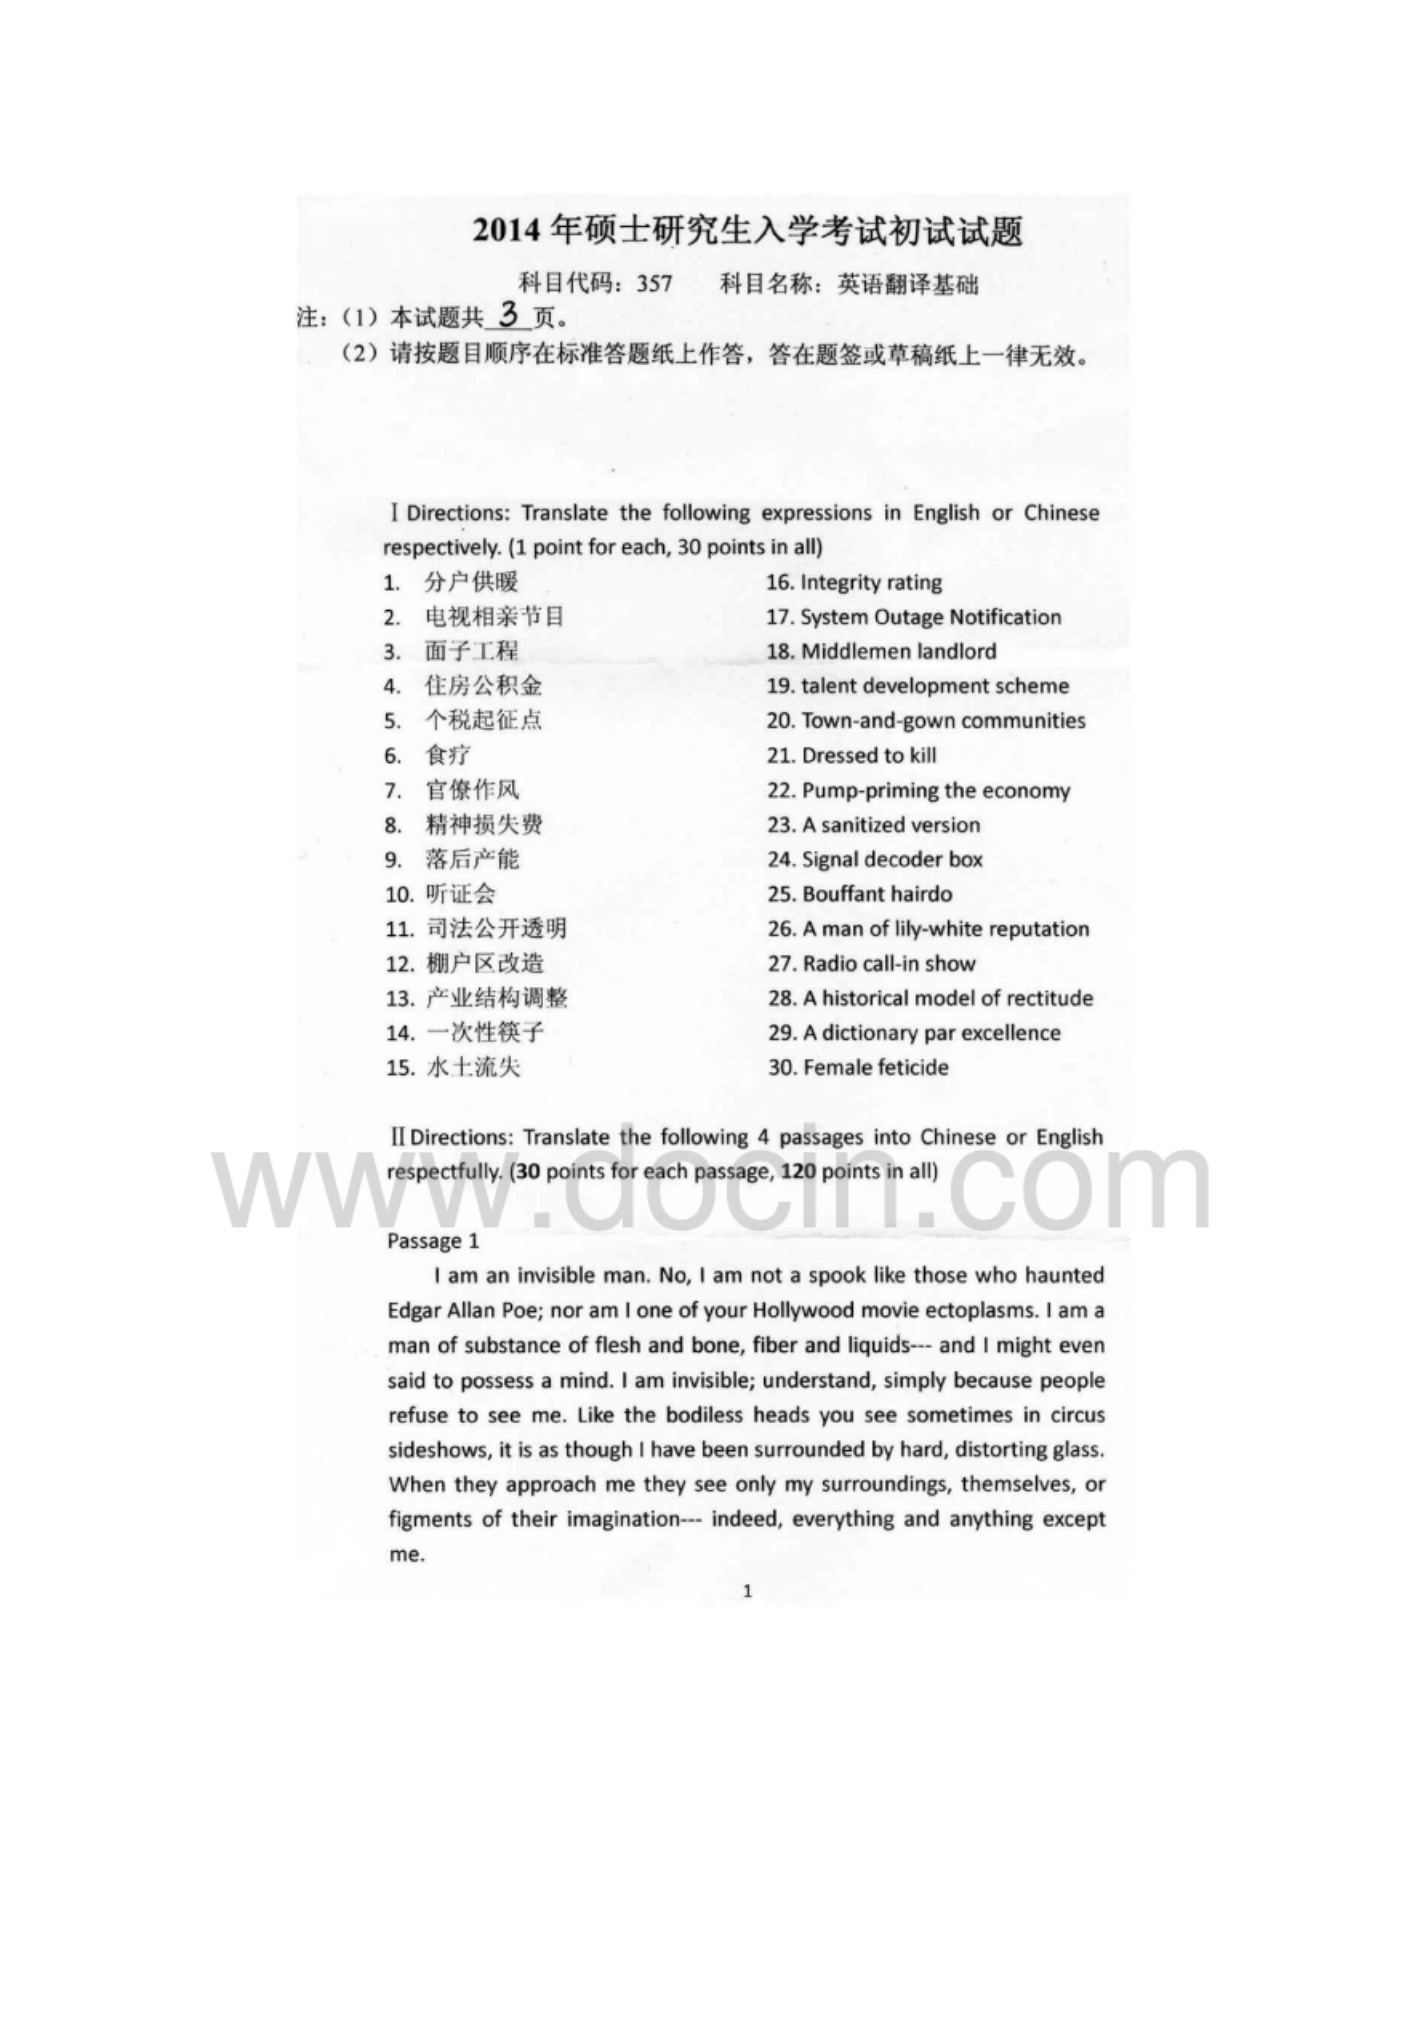 2014 年硕士研究生入学考试初试试题
科目代码：357 科目名称：英语翻译基础
注：（1）本试题共 3 页。
（2）请按题目顺序在标准答题纸上作答，答在题签或草稿纸上一律无效。
Ⅰ Directions: Translate the following expressions in English or Chinese
respectively. (1 point for each, 30 points in all)
1. 分户供暖
2. 电视相亲节目
3. 面子工程
4. 住房公积金
5. 个税起征点
6. 食疗
7. 官僚作风
8. 精神损失费
9. 落后产能
10. 听证会
11. 司法公开透明
12. 棚户区改造
13. 产业结构调整
14. 一次性筷子
15. 水土流失
16. Integrity rating
17. System Outage Notification
18. Middlemen landlord
19. talent development scheme
20. Town-and-gown communities
21. Dressed to kill
22. Pump-priming the economy
23. A sanitized version
24. Signal decoder box
25. Bouffant hairdo
26. A man of lily-white reputation
27. Radio call-in show
28. A historical model of rectitude
29. A dictionary par excellence
30. Female feticide
Ⅱ Directions: Translate the following 4 passages into Chinese or English
respectfully. (30 points for each passage, 120 points in all)
www.docin.com
Passage 1
I am an invisible man. No, I am not a spook like those who haunted
Edgar Allan Poe; nor am I one of your Hollywood movie ectoplasms. I am a
man of substance of flesh and bone, fiber and liquids--- and I might even
said to possess a mind. I am invisible; understand, simply because people
refuse to see me. Like the bodiless heads you see sometimes in circus
sideshows, it is as though I have been surrounded by hard, distorting glass.
When they approach me they see only my surroundings, themselves, or
figments of their imagination--- indeed, everything and anything except
me.
1